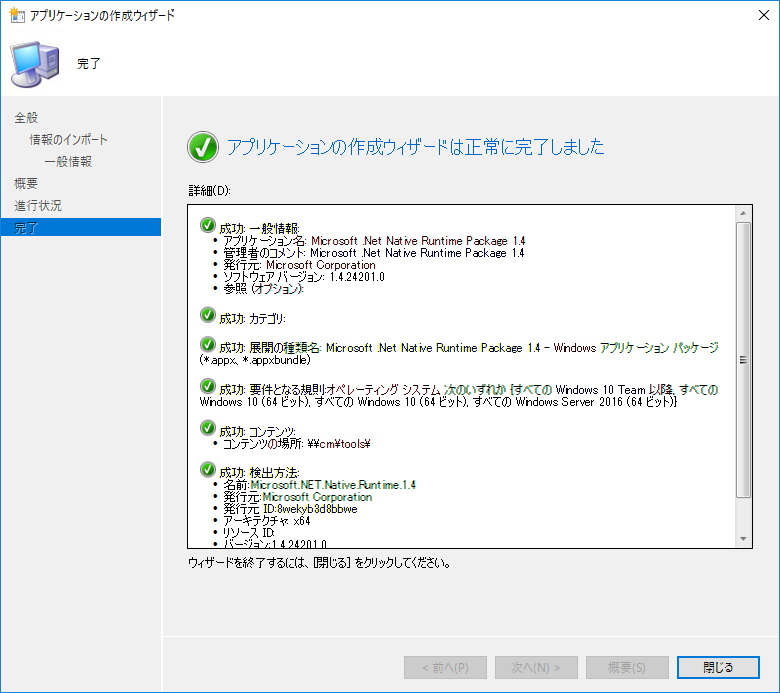 アプリケーションの作成ウィザード
完了
全般
情報のインポート
一般情報
概要
進行状況
完了
アプリケーションの作成ウィザードは正常に完了しました
詳細(D):
成功: 一般情報:
• アプリケーション名: Microsoft .Net Native Runtime Package 1.4
• 管理者のコメント: Microsoft .Net Native Runtime Package 1.4
• 発行元: Microsoft Corporation
• ソフトウェア バージョン: 1.4.24201.0
• 参照 (オプション):
成功: カテゴリ:
成功: 展開の種類名: Microsoft .Net Native Runtime Package 1.4 - Windows アプリケーション パッケージ
(*.appx、*.appxbundle)
成功: 要件となる規則:オペレーティング システム 次のいずれか {すべての Windows 10 Team 以降, すべての
Windows 10 (64 ビット), すべての Windows 10 (64 ビット), すべての Windows Server 2016 (64 ビット)}
成功: コンテンツ:
• コンテンツの場所: \\cm\tools\
成功: 検出方法:
• 名前:Microsoft.NET.Native.Runtime.1.4
• 発行元:Microsoft Corporation
• 発行元 ID:8wekyb3d8bbwe
• アーキテクチャ: x64
• リソース ID:
• バージョン:1.4.24201.0
ウィザードを終了するには、[閉じる] をクリックしてください。
< 前へ(P)
次へ(N) >
概要(S)
閉じる